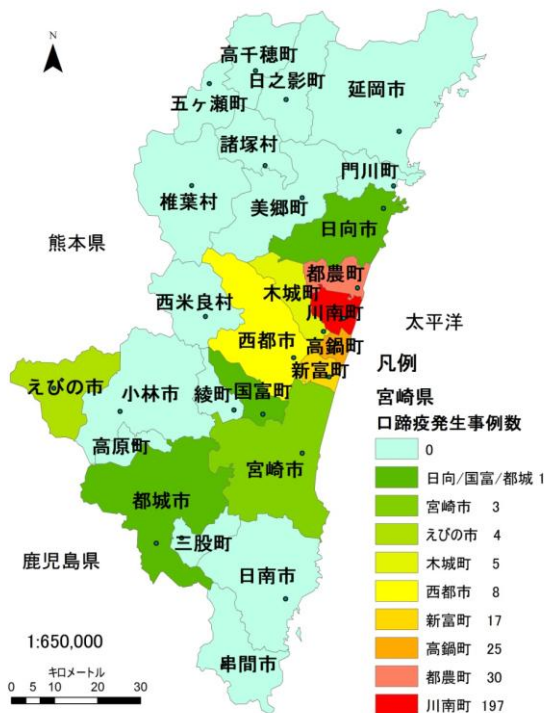 N
高千穂町
日之影町
延岡市
五ヶ瀬町
諸塚村
門川町
椎葉村
美郷町
日向市
熊本県
都農町
木城町
西米良村
川南町
太平洋
西都市
高鍋町
新富町
えびの市
小林市
綾町
国富町
高原町
宮崎市
都城市
三股町
鹿児島県
日南市
串間市
1:650,000
キロメートル
0 5 10 20 30
凡例
宮崎県
口蹄疫発生事例数
0
日向/国富/都城 1
宮崎市 3
えびの市 4
木城町 5
西都市 8
新富町 17
高鍋町 25
都農町 30
川南町 197